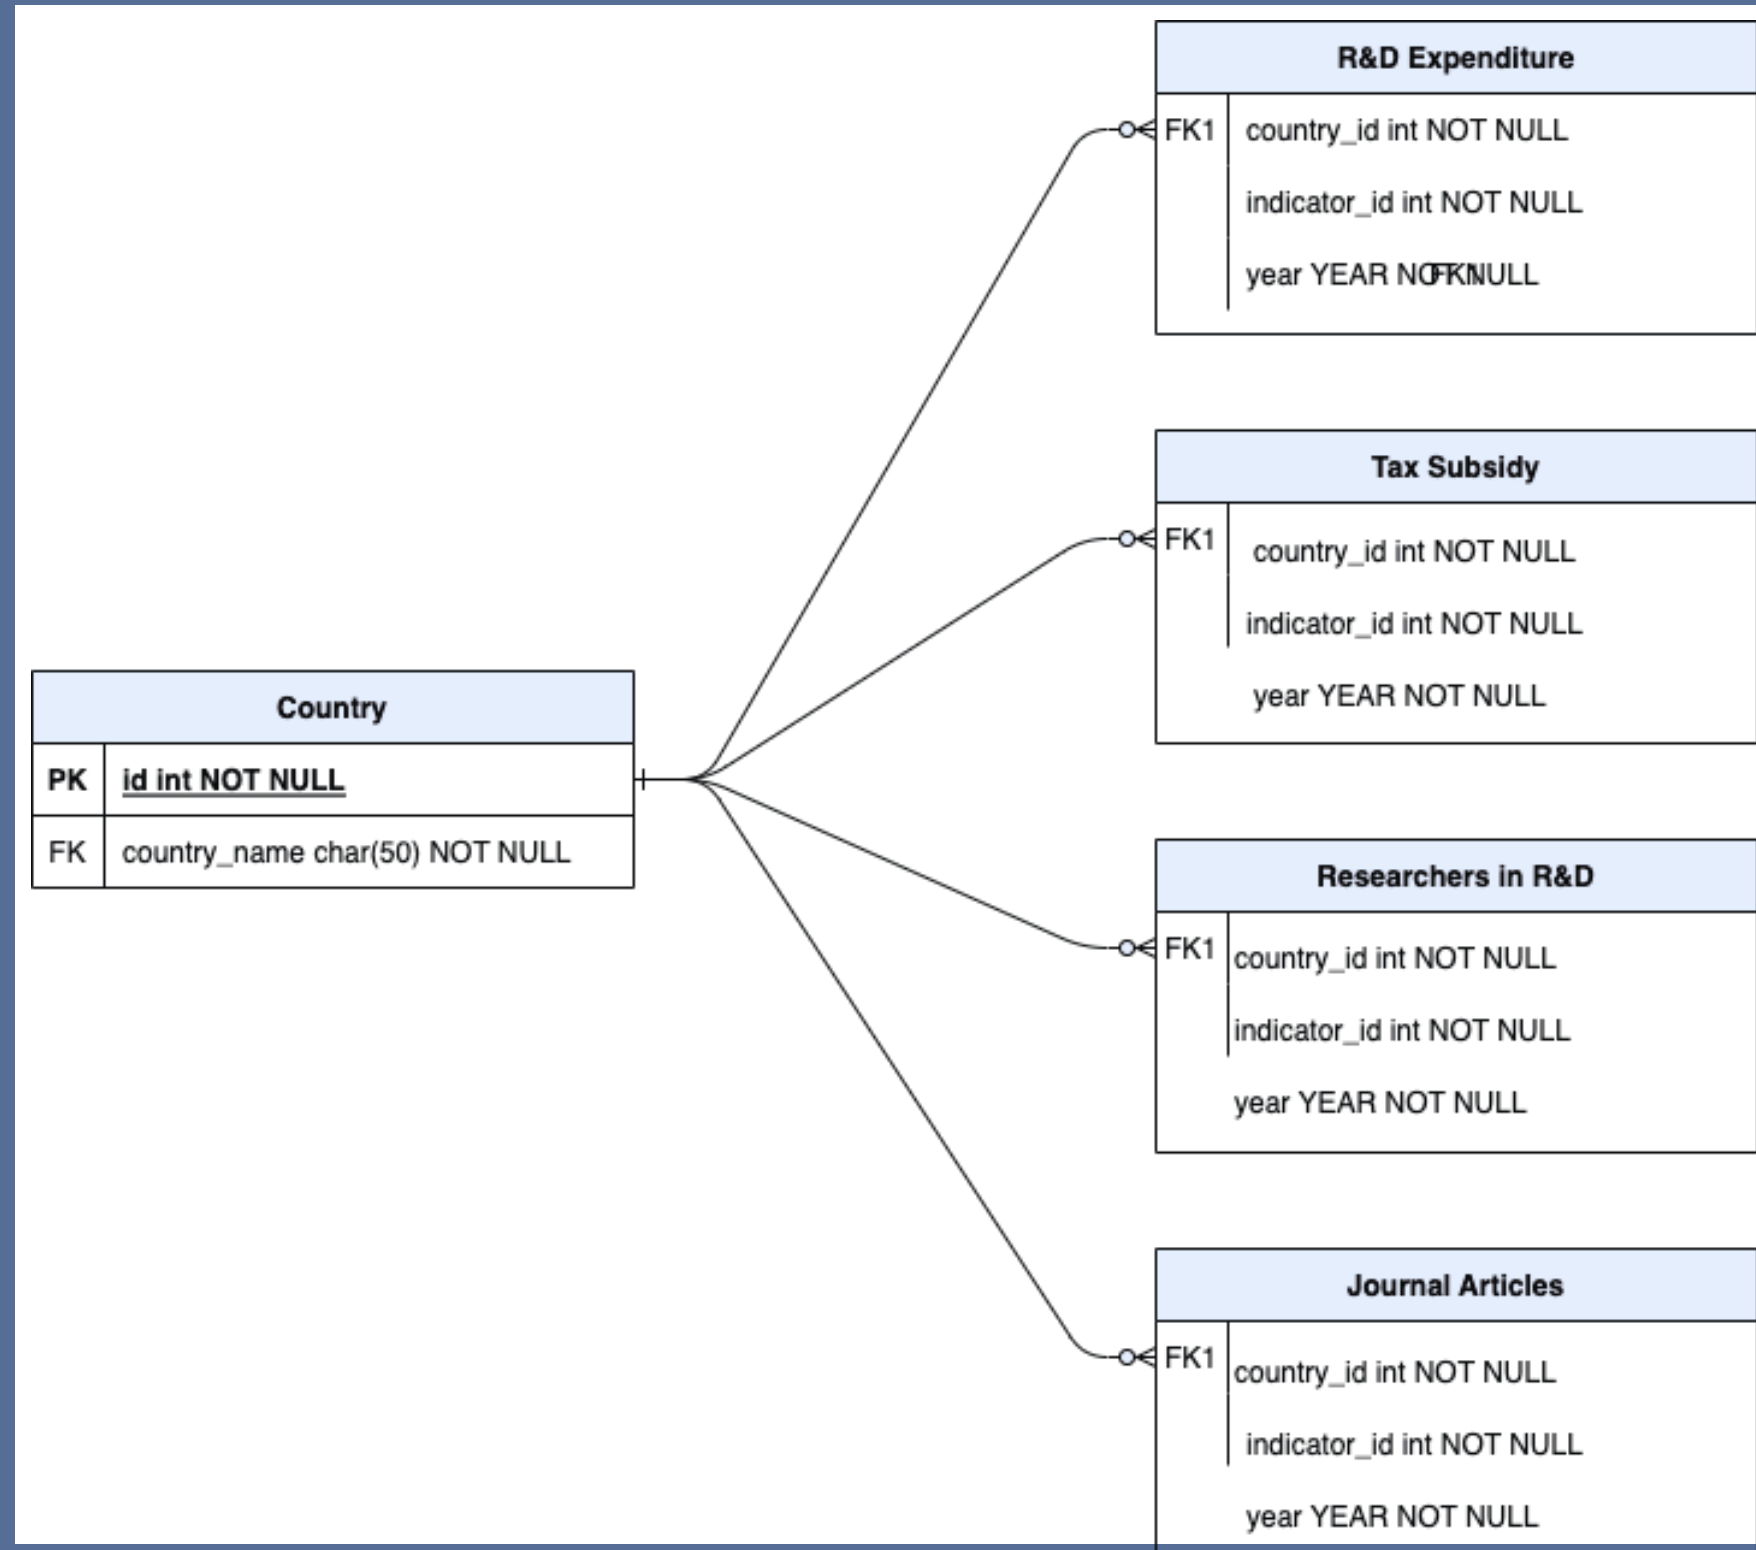 R&D Expenditure
FK1 country_id int NOT NULL
indicator_id int NOT NULL
year YEAR NOT NULL
FK1
Tax Subsidy
FK1 country_id int NOT NULL
indicator_id int NOT NULL
year YEAR NOT NULL
Country
PK id int NOT NULL
FK country_name char(50) NOT NULL
Researchers in R&D
FK1 country_id int NOT NULL
indicator_id int NOT NULL
year YEAR NOT NULL
Journal Articles
FK1 country_id int NOT NULL
indicator_id int NOT NULL
year YEAR NOT NULL